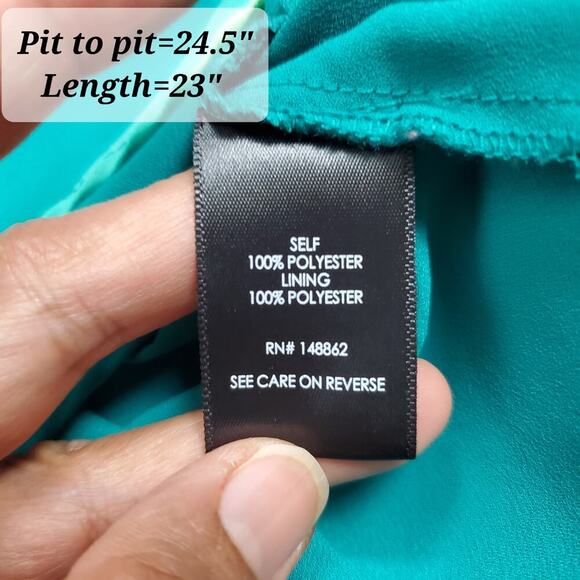 Pit to pit=24.5"
Length=23"
SELF
100% POLYESTER
LINING
100% POLYESTER
RN# 148862
SEE CARE ON REVERSE